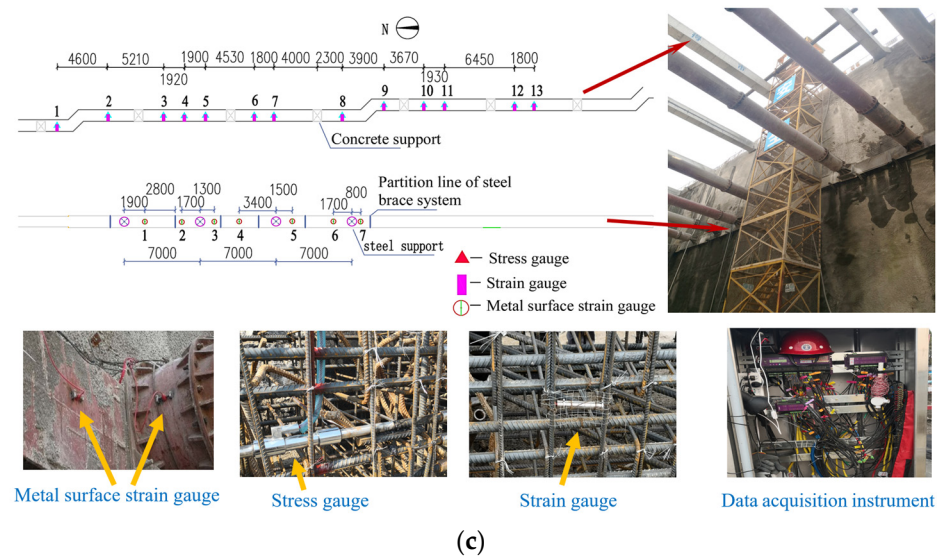 N
4600 5210 1900 4530 1800 4000 2300 3900 3670 6450 1800
1920 1930
1 2 3 4 5 6 7 8 9 10 11 12 13
Concrete support
Partition line of steel
brace system
2800 1300 1500 800
1900 1700 3400 1700
1 2 3 4 5 6 7
steel support
7000 7000 7000
Stress gauge
Strain gauge
Metal surface strain gauge
Metal surface strain gauge
Stress gauge
Strain gauge
Data acquisition instrument
(c)